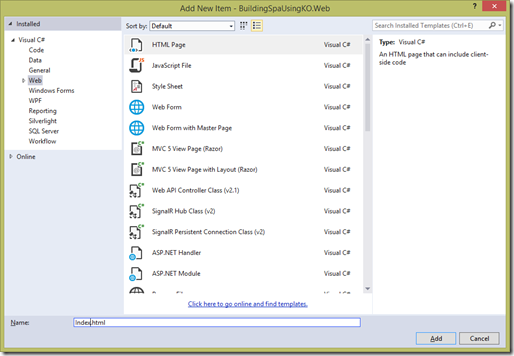 Add New Item - BuildingSpaUsingKO.Web
Installed
Visual C#
Code
Data
General
Web
Windows Forms
WPF
Reporting
Silverlight
SQL Server
Workflow
Online
Sort by: Default
HTML Page Visual C#
JavaScript File Visual C#
Style Sheet Visual C#
Web Form Visual C#
Web Form with Master Page Visual C#
MVC 5 View Page (Razor) Visual C#
MVC 5 View Page with Layout (Razor) Visual C#
Web API Controller Class (v2.1) Visual C#
SignalR Hub Class (v2) Visual C#
SignalR Persistent Connection Class (v2) Visual C#
ASP.NET Handler Visual C#
ASP.NET Module Visual C#
Click here to go online and find templates.
Search Installed Templates (Ctrl+E)
Type: Visual C#
An HTML page that can include client-
side code
Name: Index.html
Add Cancel